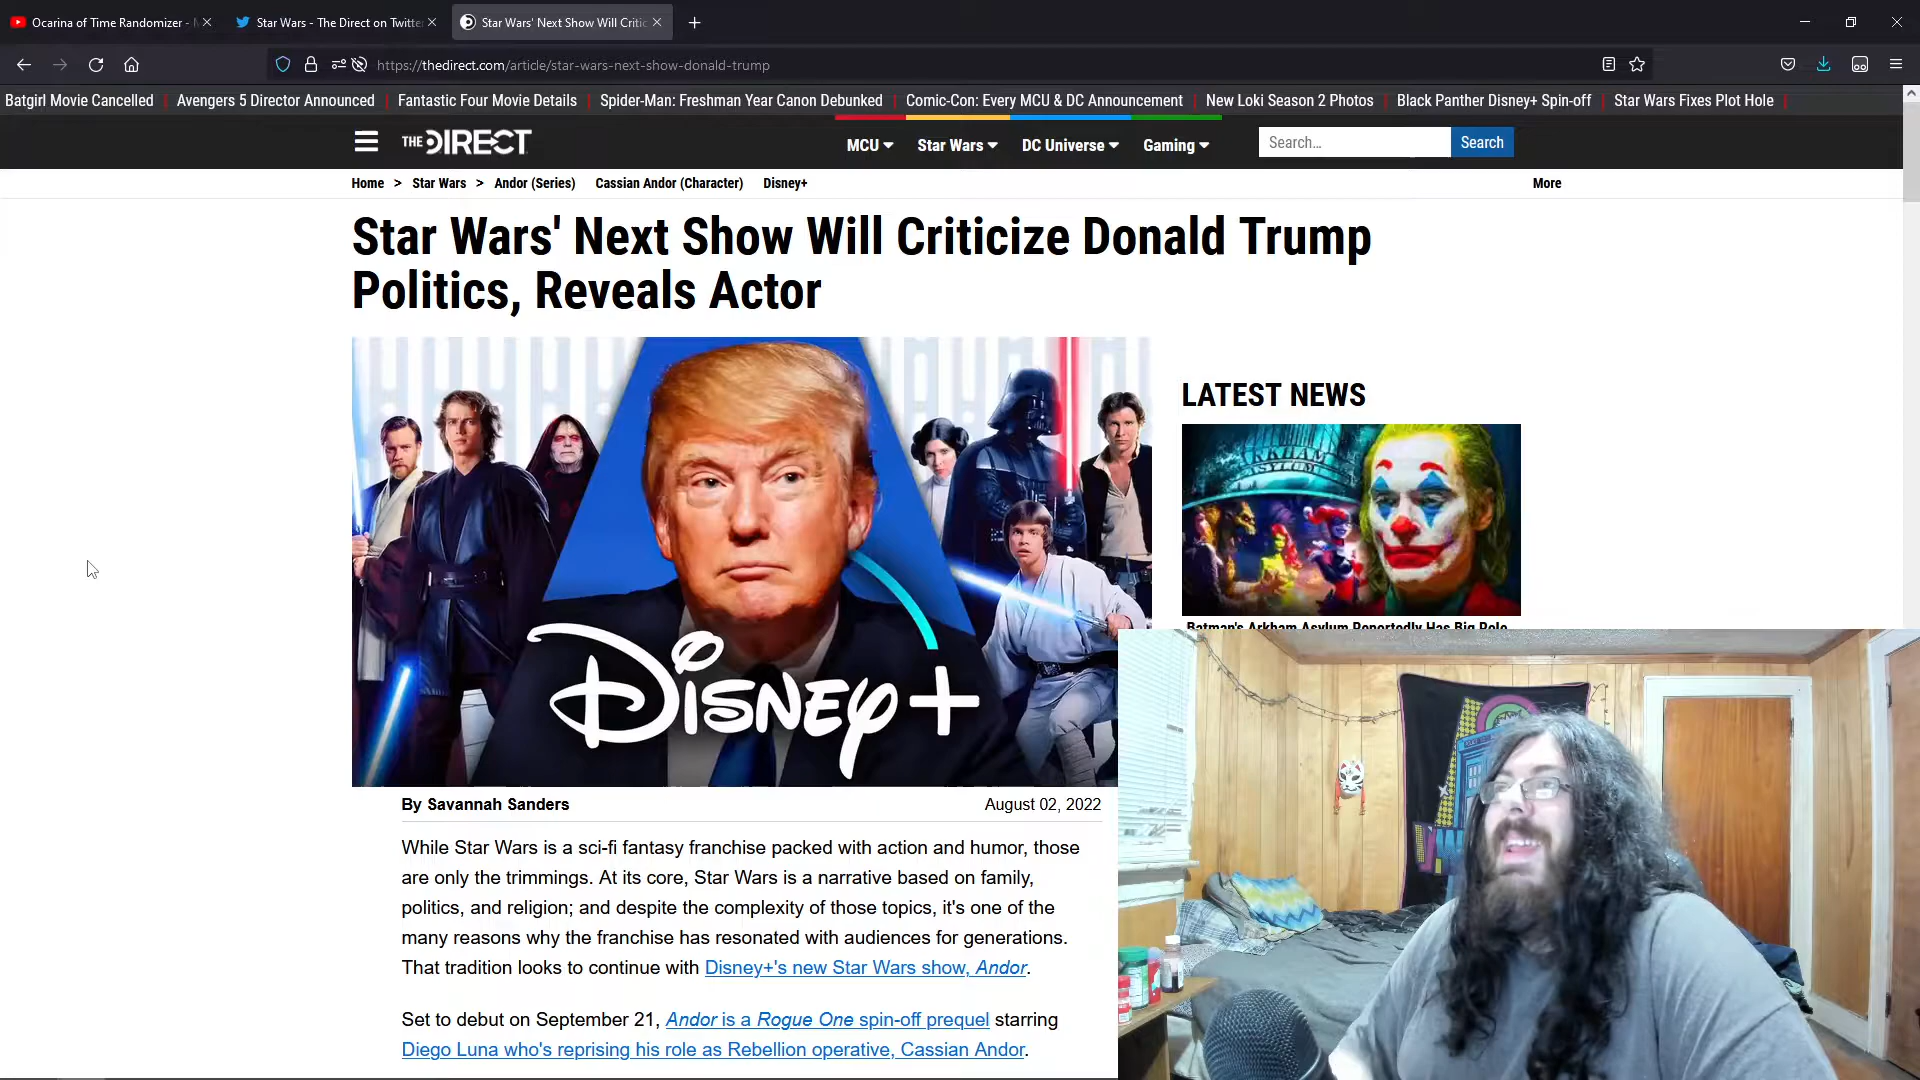 Ocarina of Time Randomizer -
Star Wars - The Direct on Twitte
Star Wars' Next Show Will Critic
https://thedirect.com/article/star-wars-next-show-donald-trump
Batgirl Movie Cancelled
Avengers 5 Director Announced
Fantastic Four Movie Details
Spider-Man: Freshman Year Canon Debunked
Comic-Con: Every MCU & DC Announcement
New Loki Season 2 Photos
Black Panther Disney+ Spin-off
Star Wars Fixes Plot Hole
THE DIRECT
MCU
Star Wars
DC Universe
Gaming
Search...
Search
Home > Star Wars > Andor (Series) Cassian Andor (Character) Disney+
More
Star Wars' Next Show Will Criticize Donald Trump
Politics, Reveals Actor
LATEST NEWS
ARKHAM
ASYLUM
Disney+
Batman's Arkham Asylum Reportedly Has Big Role
By Savannah Sanders
August 02, 2022
While Star Wars is a sci-fi fantasy franchise packed with action and humor, those
are only the trimmings. At its core, Star Wars is a narrative based on family,
politics, and religion; and despite the complexity of those topics, it's one of the
many reasons why the franchise has resonated with audiences for generations.
That tradition looks to continue with Disney+'s new Star Wars show, Andor.
Set to debut on September 21, Andor is a Rogue One spin-off prequel starring
Diego Luna who's reprising his role as Rebellion operative, Cassian Andor.